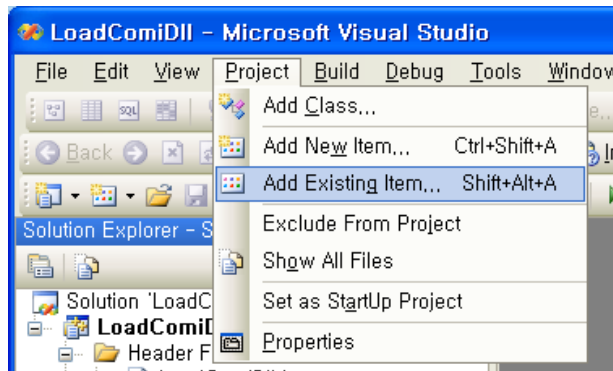 LoadComiDll - Microsoft Visual Studio
File Edit View Project Build Debug Tools Window
SQL
Add Class...
Back
Add New Item... Ctrl+Shift+A
Add Existing Item... Shift+Alt+A
Solution Explorer - S
Exclude From Project
Show All Files
Solution 'LoadC
Set as StartUp Project
LoadComiD
Properties
Header F